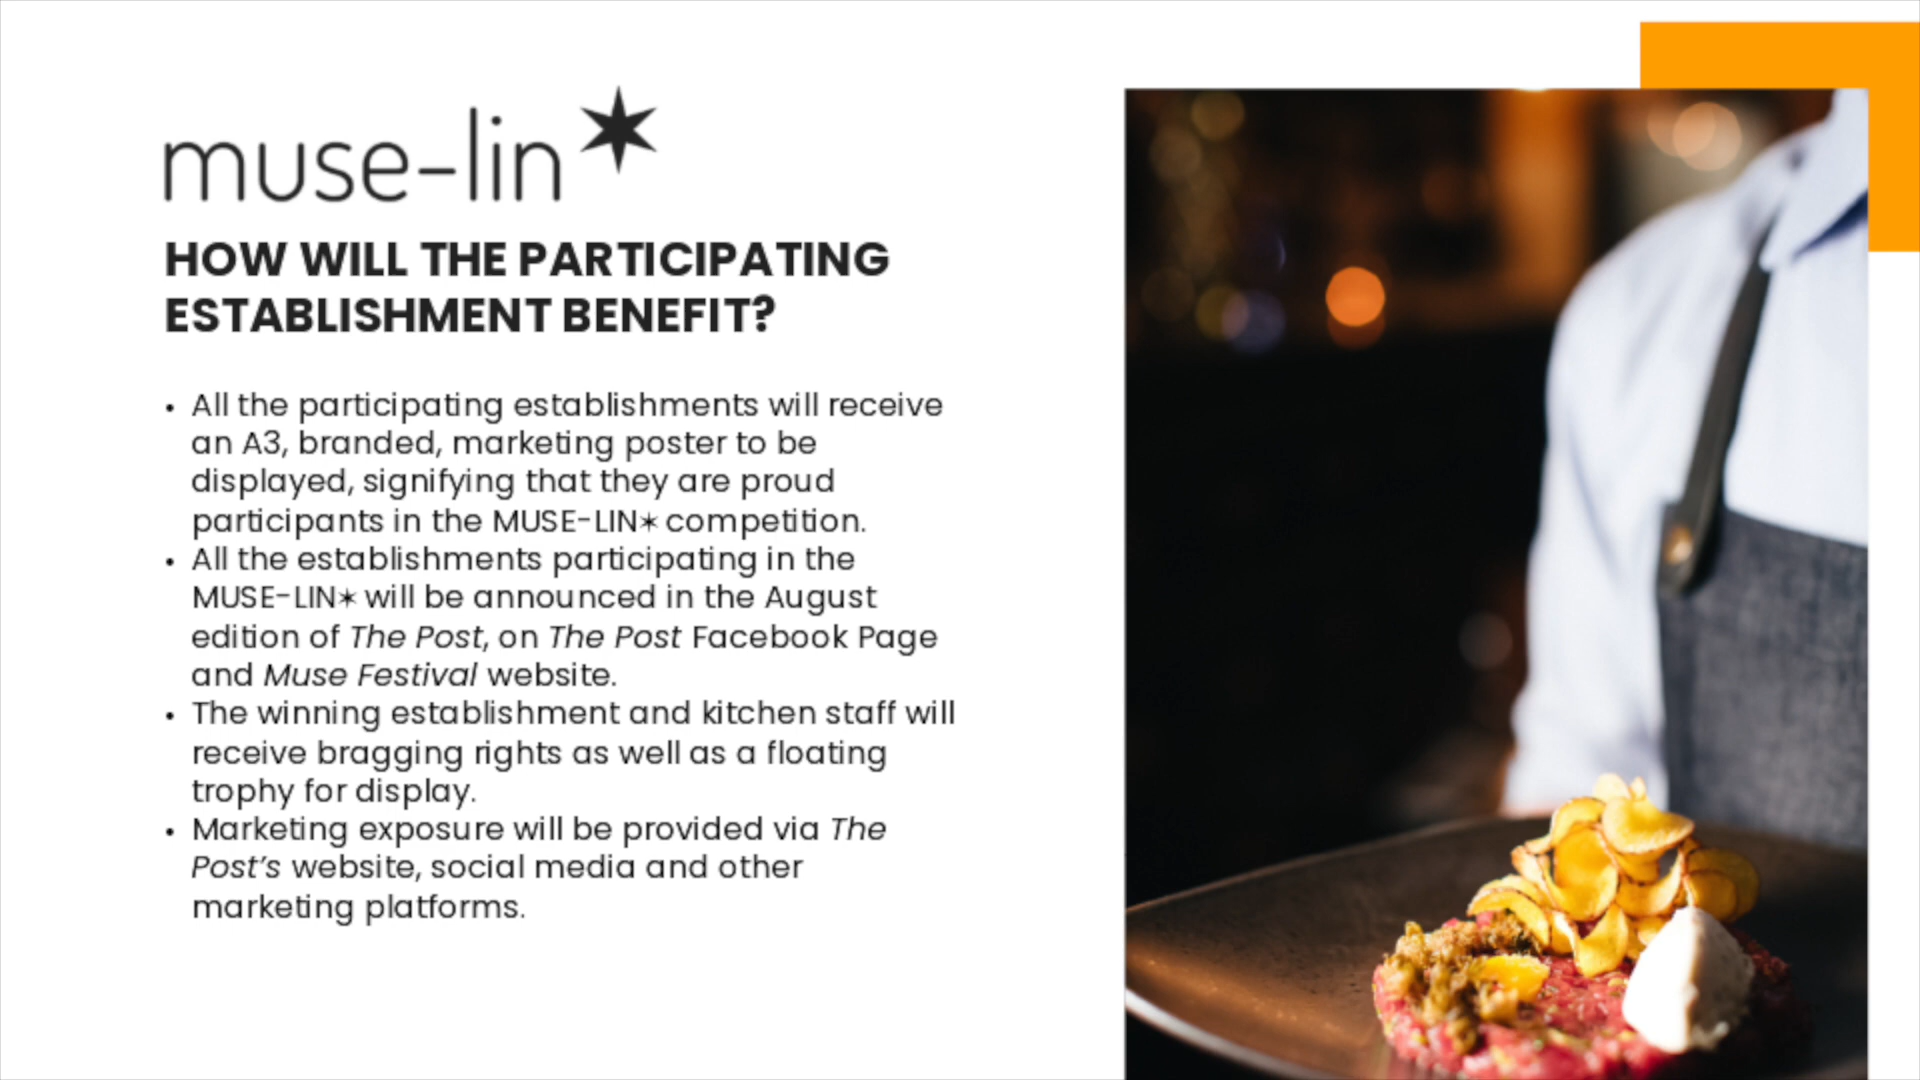 muse-lin✶
HOW WILL THE PARTICIPATING
ESTABLISHMENT BENEFIT?
• All the participating establishments will receive
an A3, branded, marketing poster to be
displayed, signifying that they are proud
participants in the MUSE-LIN✶ competition.
• All the establishments participating in the
MUSE-LIN✶ will be announced in the August
edition of The Post, on The Post Facebook Page
and Muse Festival website.
• The winning establishment and kitchen staff will
receive bragging rights as well as a floating
trophy for display.
• Marketing exposure will be provided via The
Post’s website, social media and other
marketing platforms.